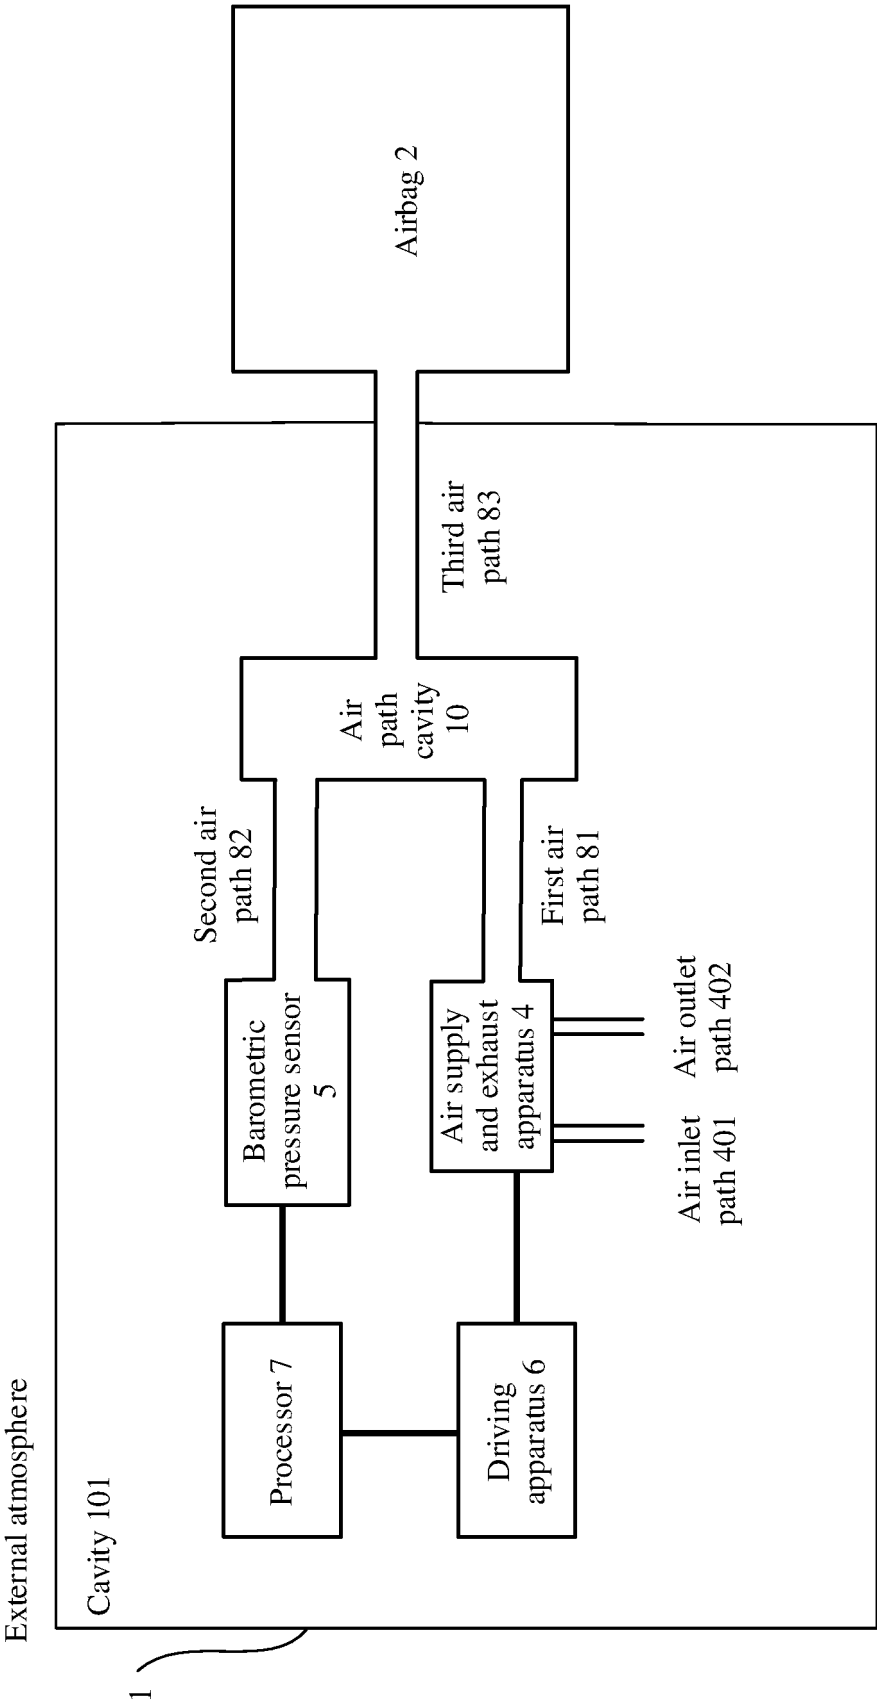 External atmosphere
Cavity 101
1
Processor 7
Barometric
pressure sensor
5
Second air
path 82
Air
path
cavity
10
Third air
path 83
Airbag 2
Driving
apparatus 6
Air supply
and exhaust
apparatus 4
First air
path 81
Air inlet
path 401
Air outlet
path 402